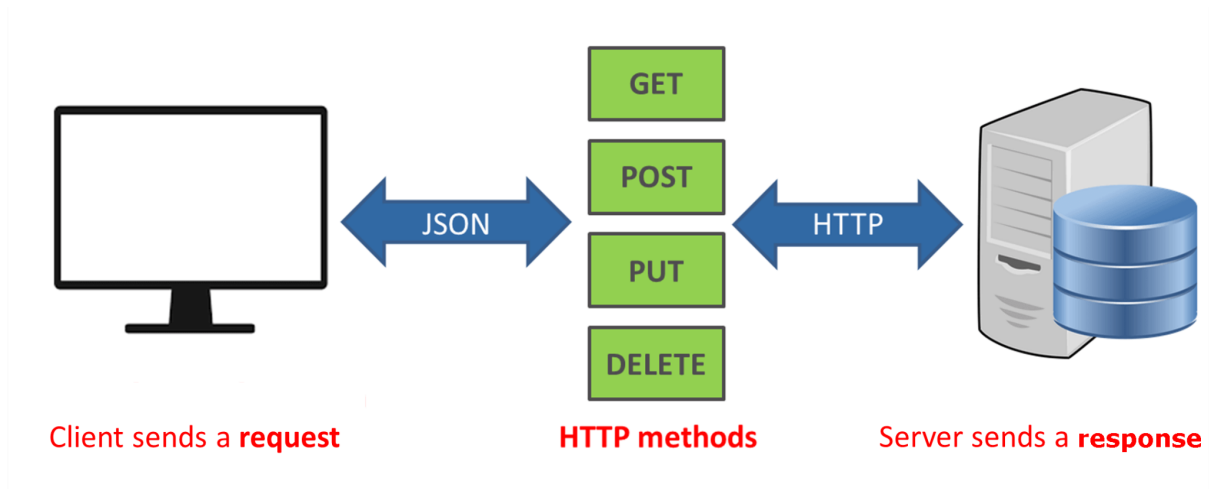 GET
POST
JSON
HTTP
PUT
DELETE
Client sends a request
HTTP methods
Server sends a response